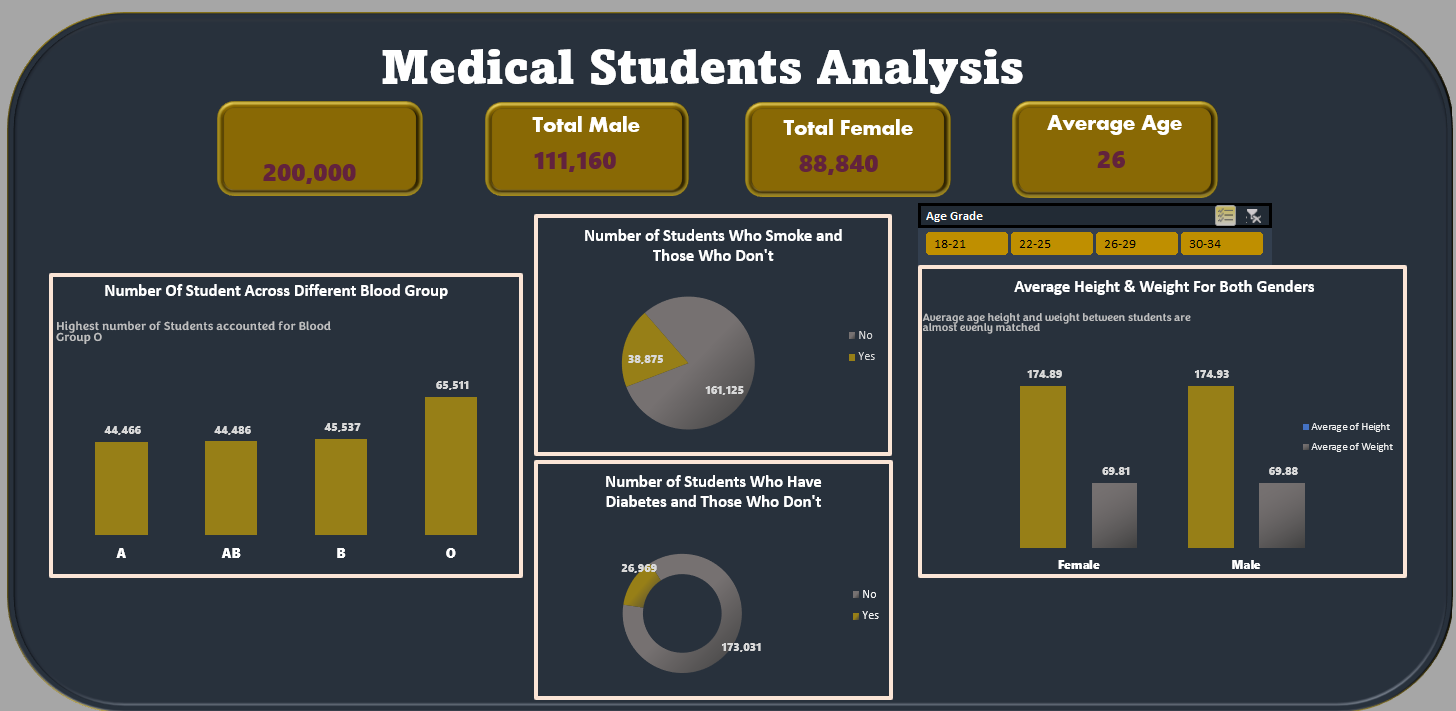 Medical Students Analysis
200,000
Total Male
111,160
Total Female
88,840
Average Age
26
Age Grade
18-21
22-25
26-29
30-34
Number Of Student Across Different Blood Group
Highest number of Students accounted for Blood
Group O
44,466
44,486
45,537
65,511
A
AB
B
O
Number of Students Who Smoke and
Those Who Don't
38,875
161,125
No
Yes
Number of Students Who Have
Diabetes and Those Who Don't
26,969
173,031
No
Yes
Average Height & Weight For Both Genders
Average age height and weight between students are
almost evenly matched
174.89
69.81
174.93
69.88
Female
Male
Average of Height
Average of Weight